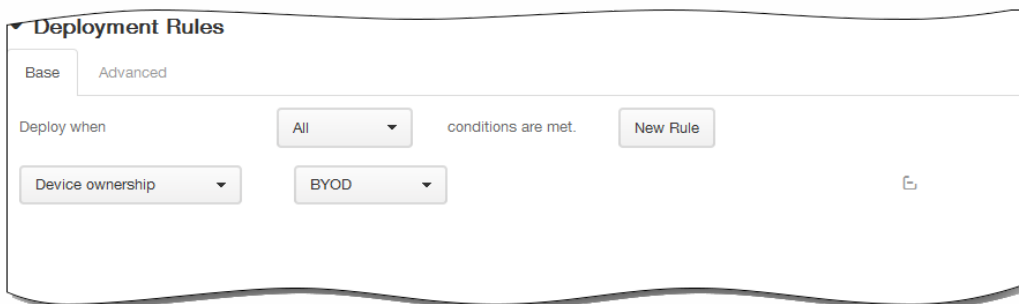 Deployment Rules
Base Advanced
Deploy when All conditions are met. New Rule
Device ownership BYOD